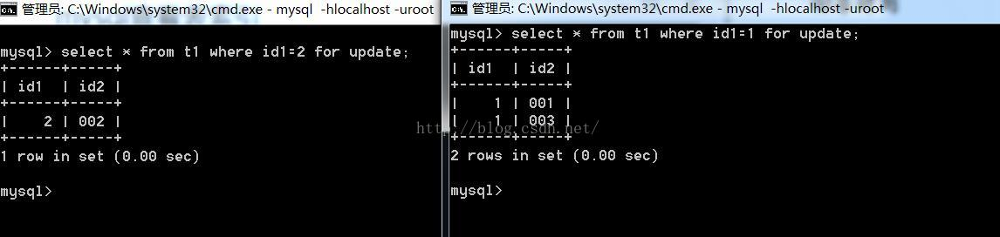 管理员: C:\Windows\system32\cmd.exe - mysql  -hlocalhost -uroot
mysql> select * from t1 where id1=2 for update;
+------+-----+
| id1  | id2 |
+------+-----+
|    2 | 002 |
+------+-----+
1 row in set (0.00 sec)
mysql>
管理员: C:\Windows\system32\cmd.exe - mysql  -hlocalhost -uroot
mysql> select * from t1 where id1=1 for update;
+------+-----+
| id1  | id2 |
+------+-----+
|    1 | 001 |
|    1 | 003 |
+------+-----+
2 rows in set (0.00 sec)
mysql>
http://blog.csdn.net/